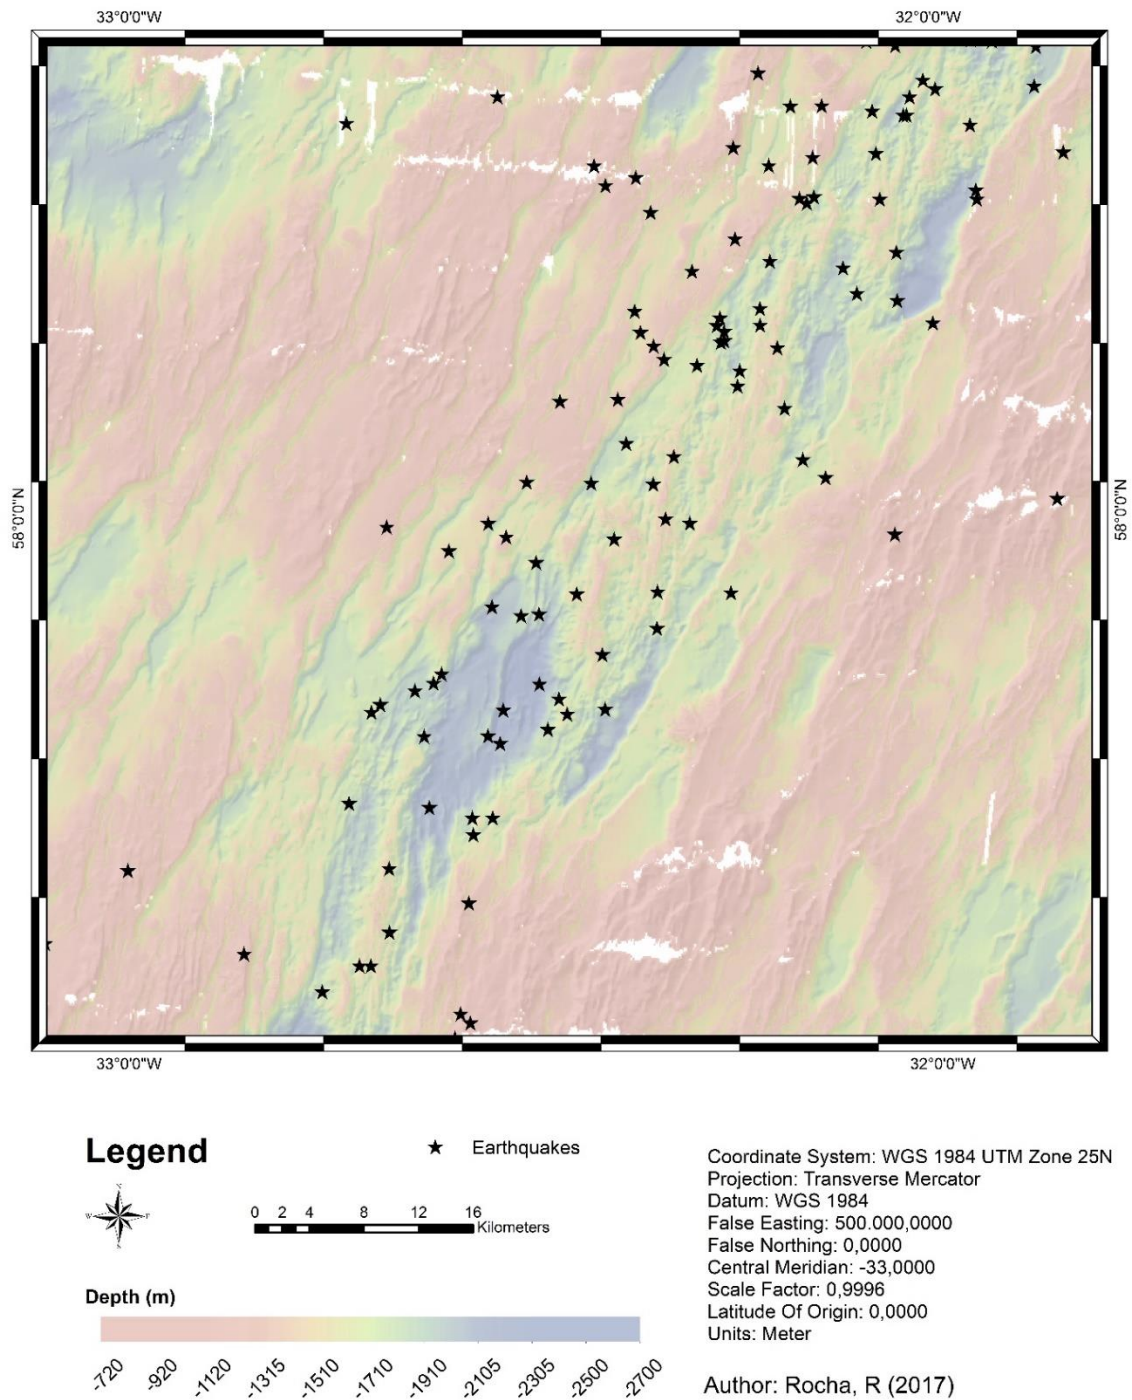 33°0'0"W 32°0'0"W
58°0'0"N 58°0'0"N
33°0'0"W 32°0'0"W
Legend
Earthquakes
N
W
S
0 2 4 8 12 16
Kilometers
Depth (m)
-720 -920 -1120 -1315 -1510 -1710 -1910 -2105 -2305 -2500 -2700
Coordinate System: WGS 1984 UTM Zone 25N
Projection: Transverse Mercator
Datum: WGS 1984
False Easting: 500.000,0000
False Northing: 0,0000
Central Meridian: -33,0000
Scale Factor: 0,9996
Latitude Of Origin: 0,0000
Units: Meter
Author: Rocha, R (2017)